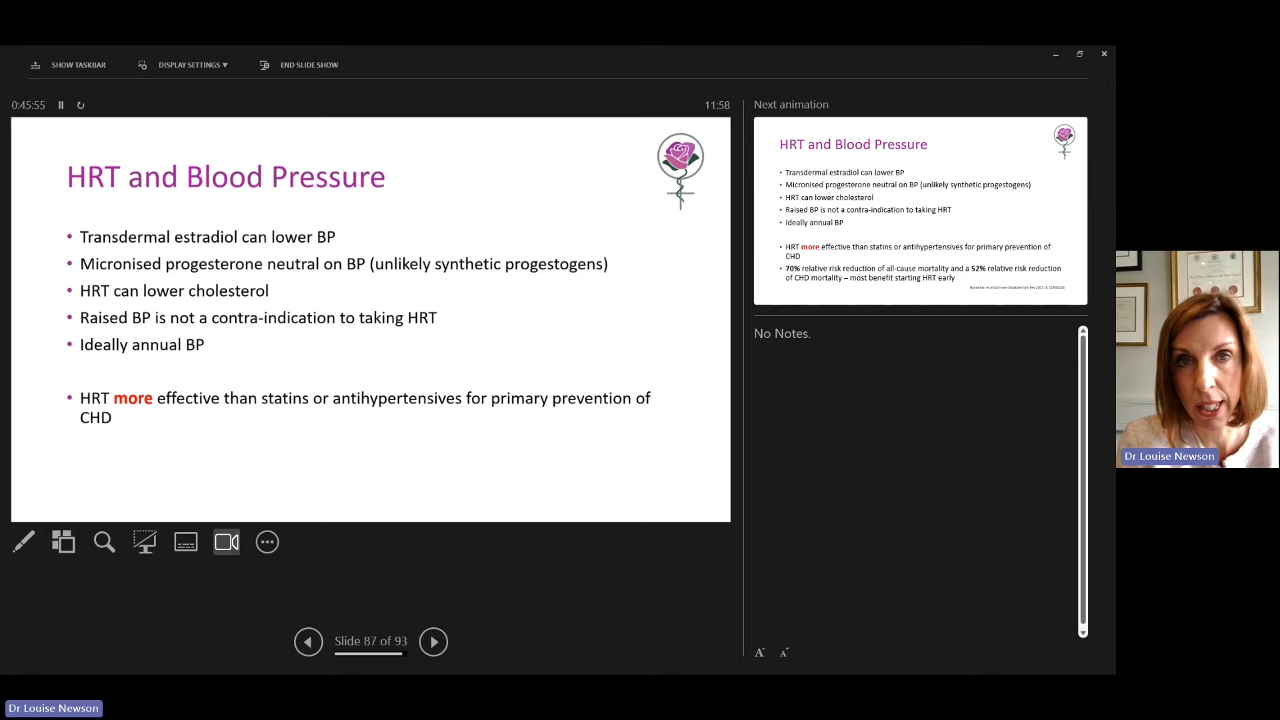 SHOW TASKBAR
DISPLAY SETTINGS
END SLIDE SHOW
0:45:55
11:58
HRT and Blood Pressure
• Transdermal estradiol can lower BP
• Micronised progesterone neutral on BP (unlikely synthetic progestogens)
• HRT can lower cholesterol
• Raised BP is not a contra-indication to taking HRT
• Ideally annual BP
• HRT more effective than statins or antihypertensives for primary prevention of
CHD
Slide 87 of 93
Next animation
HRT and Blood Pressure
• Transdermal estradiol can lower BP
• Micronised progesterone neutral on BP (unlikely synthetic progestogens)
• HRT can lower cholesterol
• Raised BP is not a contra-indication to taking HRT
• Ideally annual BP
• HRT more effective than statins or antihypertensives for primary prevention of
CHD
• 70% relative risk reduction of all-cause mortality and a 52% relative risk reduction
of CHD mortality – most benefit starting HRT early
No Notes.
A A
Dr Louise Newson
Dr Louise Newson